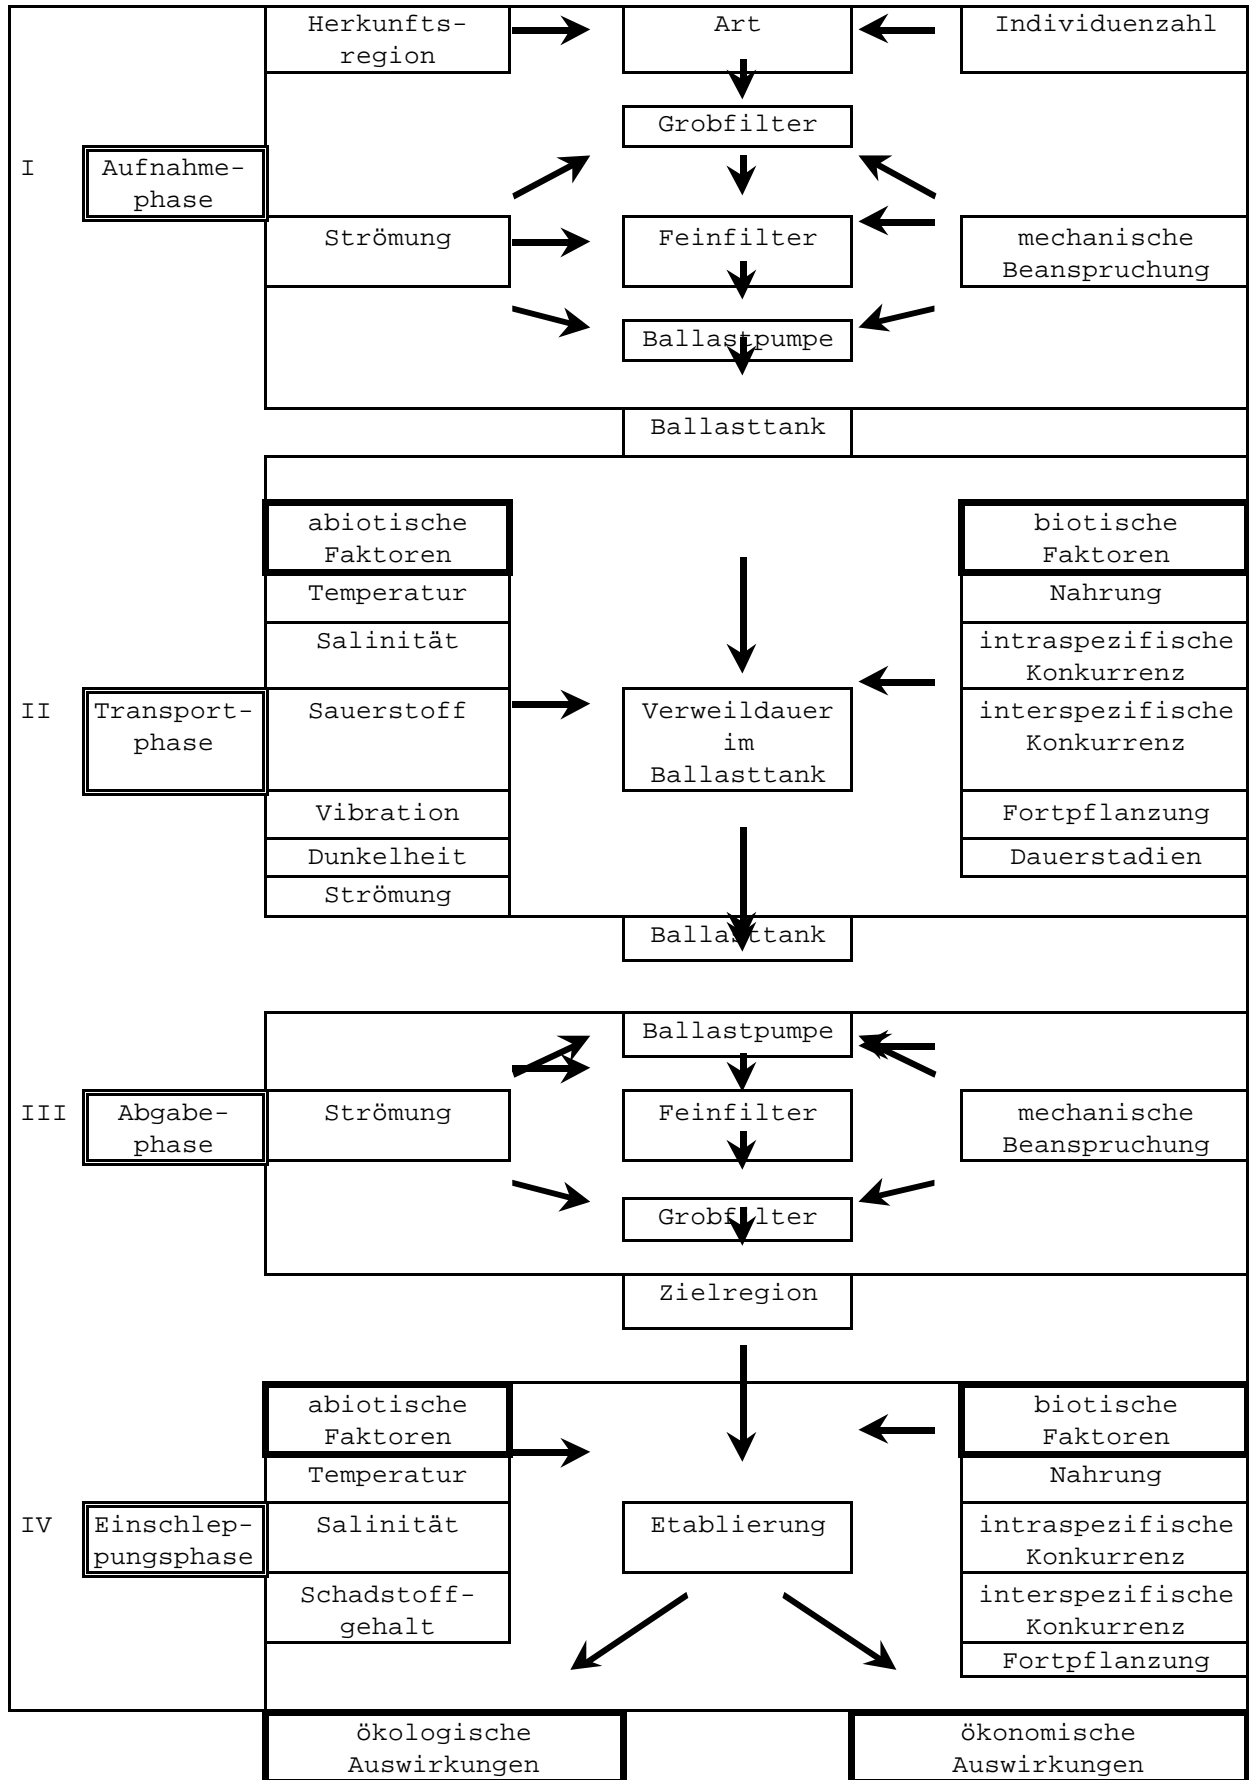 Herkunfts-
region
Art
Individuenzahl
Grobfilter
I
Aufnahme-
phase
Strömung
Feinfilter
mechanische
Beanspruchung
Ballastpumpe
Ballasttank
abiotische
Faktoren
biotische
Faktoren
Temperatur
Nahrung
Salinität
intraspezifische
Konkurrenz
II
Transport-
phase
Sauerstoff
Verweildauer
im
Ballasttank
interspezifische
Konkurrenz
Vibration
Fortpflanzung
Dunkelheit
Dauerstadien
Strömung
Ballasttank
Ballastpumpe
III
Abgabe-
phase
Strömung
Feinfilter
mechanische
Beanspruchung
Grobfilter
Zielregion
abiotische
Faktoren
biotische
Faktoren
Temperatur
Nahrung
IV
Einschlep-
pungsphase
Salinität
Etablierung
intraspezifische
Konkurrenz
Schadstoff-
gehalt
interspezifische
Konkurrenz
Fortpflanzung
ökologische
Auswirkungen
ökonomische
Auswirkungen